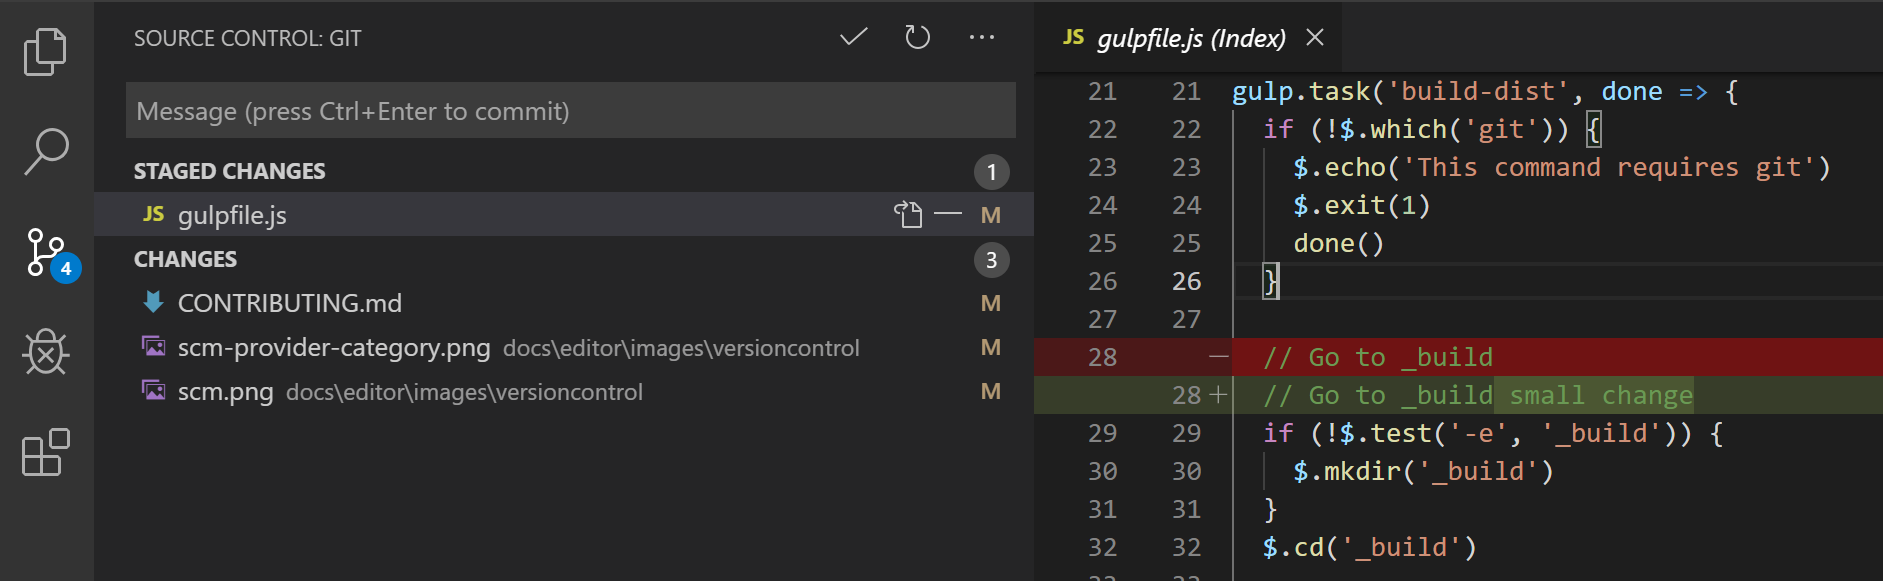 SOURCE CONTROL: GIT
Message (press Ctrl+Enter to commit)
STAGED CHANGES 1
JS gulpfile.js M
CHANGES 3
CONTRIBUTING.md M
scm-provider-category.png docs\editor\images\versioncontrol M
scm.png docs\editor\images\versioncontrol M
4
JS gulpfile.js (Index)
21 21 gulp.task('build-dist', done => {
22 22 if (!$.which('git')) {
23 23 $.echo('This command requires git')
24 24 $.exit(1)
25 25 done()
26 26 }
27 27
28 — // Go to _build
28 + // Go to _build small change
29 29 if (!$.test('-e', '_build')) {
30 30 $.mkdir('_build')
31 31 }
32 32 $.cd('_build')